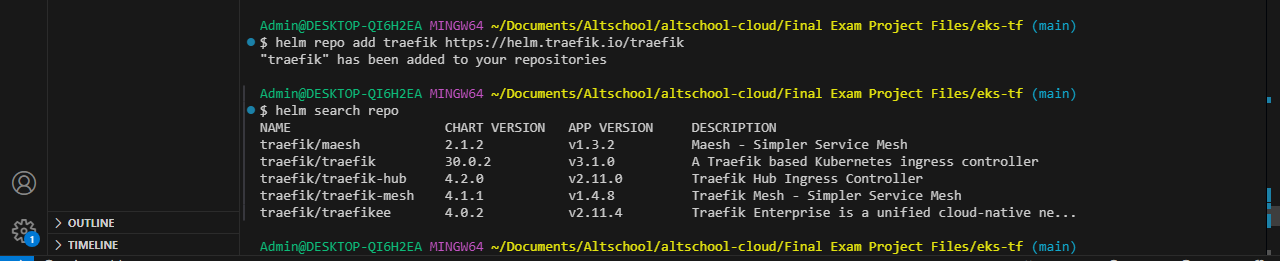 Admin@DESKTOP-QI6H2EA MINGW64 ~/Documents/Altschool/altschool-cloud/Final Exam Project Files/eks-tf (main)
$ helm repo add traefik https://helm.traefik.io/traefik
"traefik" has been added to your repositories
Admin@DESKTOP-QI6H2EA MINGW64 ~/Documents/Altschool/altschool-cloud/Final Exam Project Files/eks-tf (main)
$ helm search repo
NAME CHART VERSION APP VERSION DESCRIPTION
traefik/maesh 2.1.2 v1.3.2 Maesh - Simpler Service Mesh
traefik/traefik 30.0.2 v3.1.0 A Traefik based Kubernetes ingress controller
traefik/traefik-hub 4.2.0 v2.11.0 Traefik Hub Ingress Controller
traefik/traefik-mesh 4.1.1 v1.4.8 Traefik Mesh - Simpler Service Mesh
traefik/traefikee 4.0.2 v2.11.4 Traefik Enterprise is a unified cloud-native ne...
Admin@DESKTOP-QI6H2EA MINGW64 ~/Documents/Altschool/altschool-cloud/Final Exam Project Files/eks-tf (main)
OUTLINE
TIMELINE
1